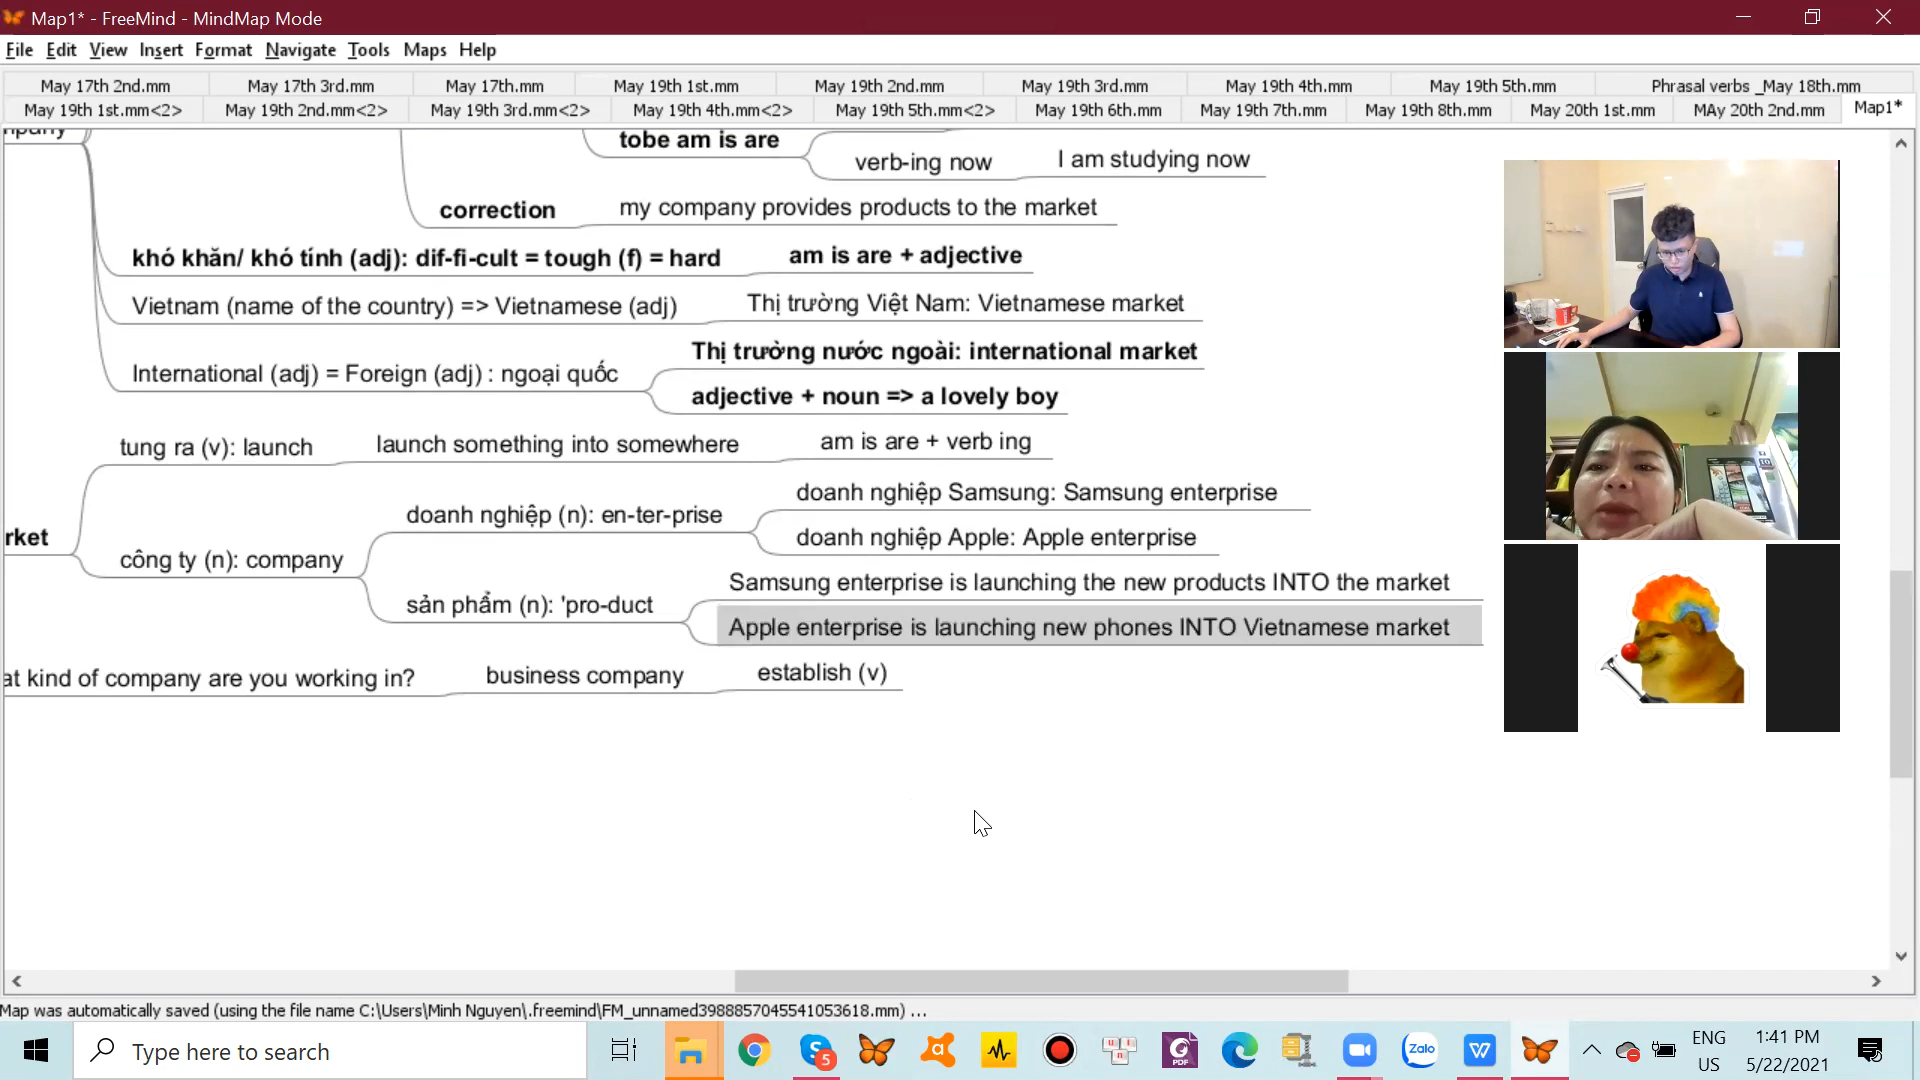 Map1* - FreeMind - MindMap Mode
File Edit View Insert Format Navigate Tools Maps Help
May 17th 2nd.mm May 17th 3rd.mm May 17th.mm May 19th 1st.mm May 19th 2nd.mm May 19th 3rd.mm May 19th 4th.mm May 19th 5th.mm Phrasal verbs _May 18th.mm
May 19th 1st.mm<2> May 19th 2nd.mm<2> May 19th 3rd.mm<2> May 19th 4th.mm<2> May 19th 5th.mm<2> May 19th 6th.mm May 19th 7th.mm May 19th 8th.mm May 20th 1st.mm MAy 20th 2nd.mm Map1*
tobe am is are
verb-ing now I am studying now
correction my company provides products to the market
khó khăn/ khó tính (adj): dif-fi-cult = tough (f) = hard am is are + adjective
Vietnam (name of the country) => Vietnamese (adj) Thị trường Việt Nam: Vietnamese market
Thị trường nước ngoài: international market
International (adj) = Foreign (adj) : ngoại quốc
adjective + noun => a lovely boy
tung ra (v): launch launch something into somewhere am is are + verb ing
doanh nghiệp Samsung: Samsung enterprise
doanh nghiệp (n): en-ter-prise
doanh nghiệp Apple: Apple enterprise
rket
công ty (n): company
Samsung enterprise is launching the new products INTO the market
sản phẩm (n): 'pro-duct
Apple enterprise is launching new phones INTO Vietnamese market
at kind of company are you working in? business company establish (v)
Map was automatically saved (using the file name C:\Users\Minh Nguyen\.freemind\FM_unnamed3988857045541053618.mm) ...
Type here to search
5
Zalo
ENG
US
1:41 PM
5/22/2021